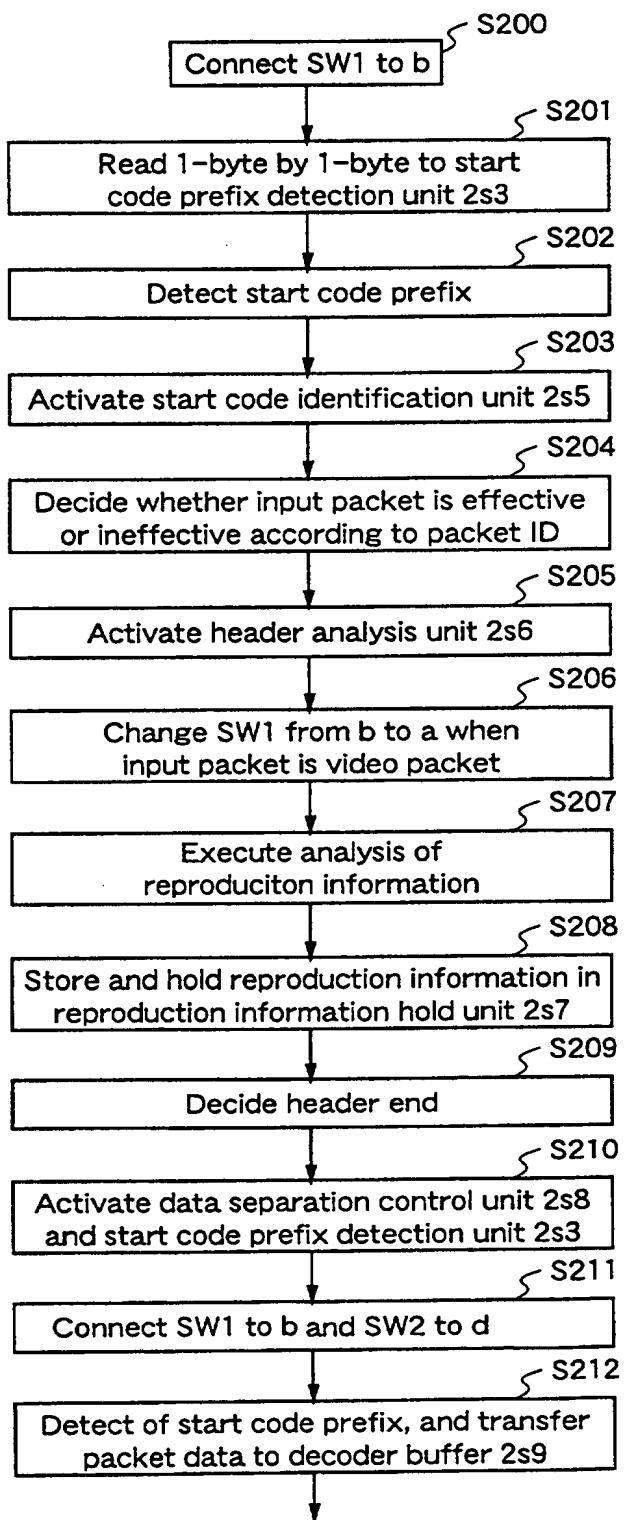 S200
Connect SW1 to b
S201
Read 1-byte by 1-byte to start
code prefix detection unit 2s3
S202
Detect start code prefix
S203
Activate start code identification unit 2s5
S204
Decide whether input packet is effective
or ineffective according to packet ID
S205
Activate header analysis unit 2s6
S206
Change SW1 from b to a when
input packet is video packet
S207
Execute analysis of
reproduciton information
S208
Store and hold reproduction information in
reproduction information hold unit 2s7
S209
Decide header end
S210
Activate data separation control unit 2s8
and start code prefix detection unit 2s3
S211
Connect SW1 to b and SW2 to d
S212
Detect of start code prefix, and transfer
packet data to decoder buffer 2s9